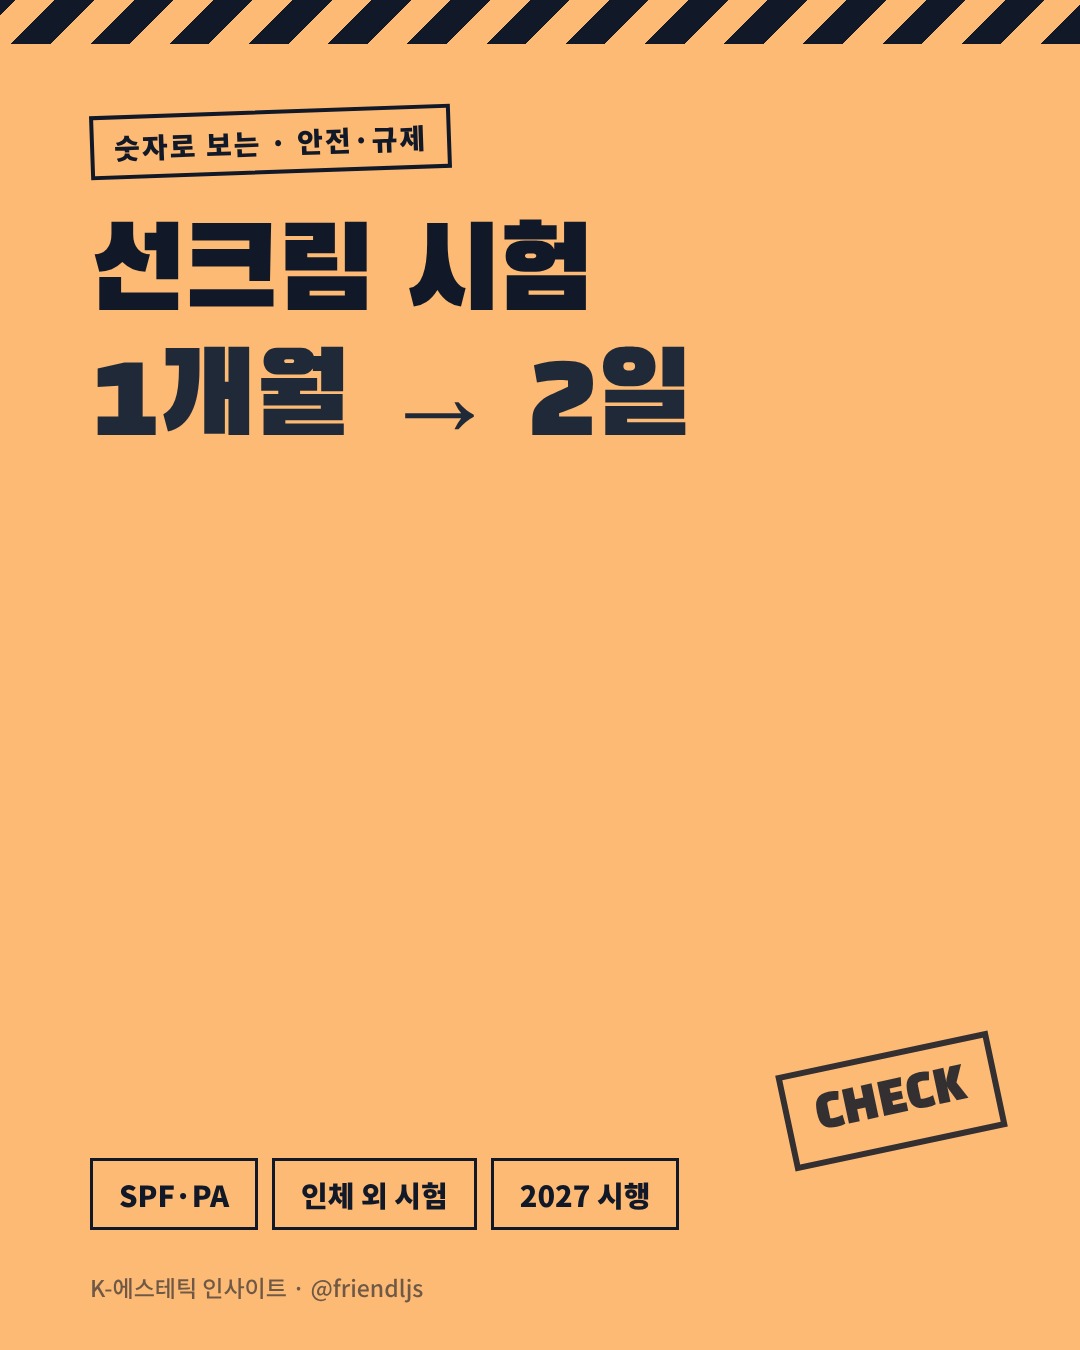 숫자로 보는 · 안전·규제
선크림 시험
1개월 → 2일
CHECK
SPF·PA
인체 외 시험
2027 시행
K-에스테틱 인사이트 · @friendljs